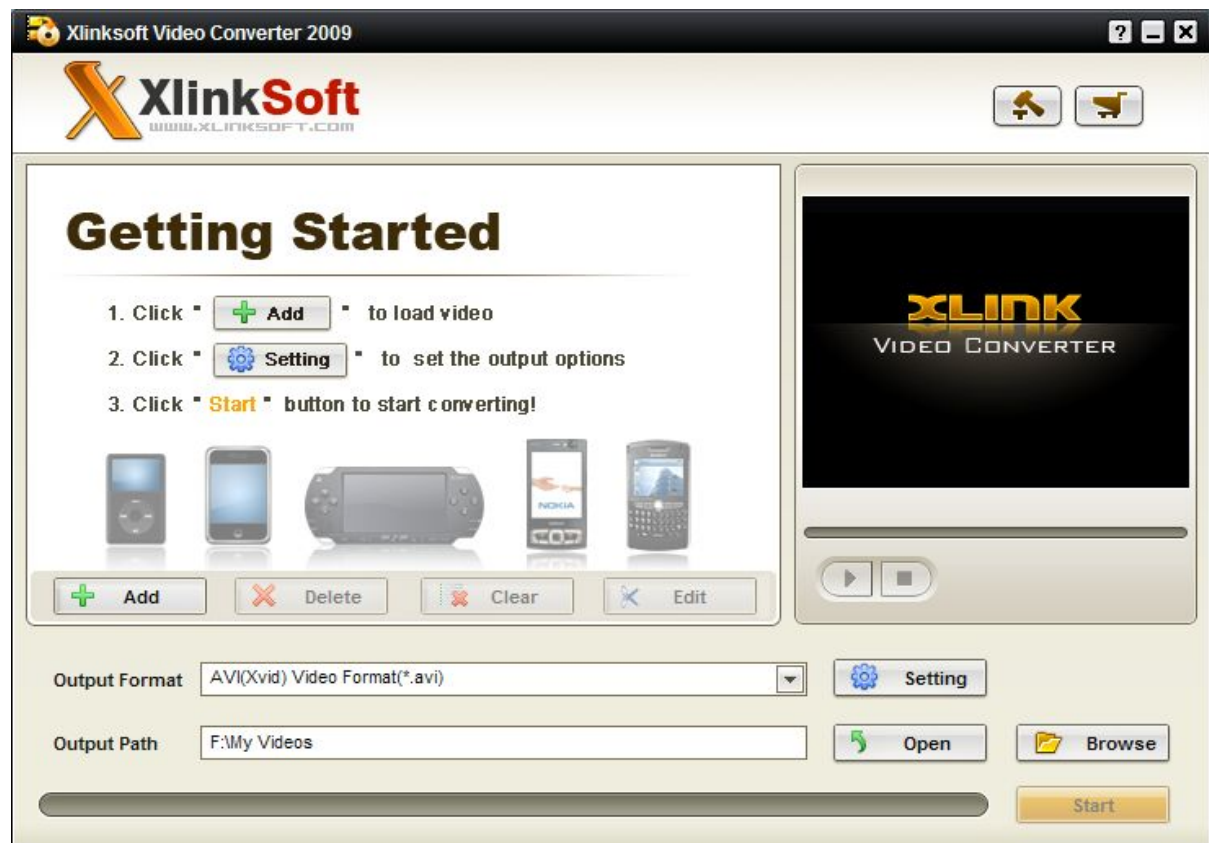 Xlinksoft Video Converter 2009
XlinkSoft
WWW.XLINKSOFT.COM
Getting Started
1. Click " Add " to load video
2. Click " Setting " to set the output options
3. Click " Start " button to start converting!
NOKIA
XLINK
VIDEO CONVERTER
Add Delete Clear Edit
Output Format AVI(Xvid) Video Format(*.avi) Setting
Output Path F:\My Videos Open Browse
Start